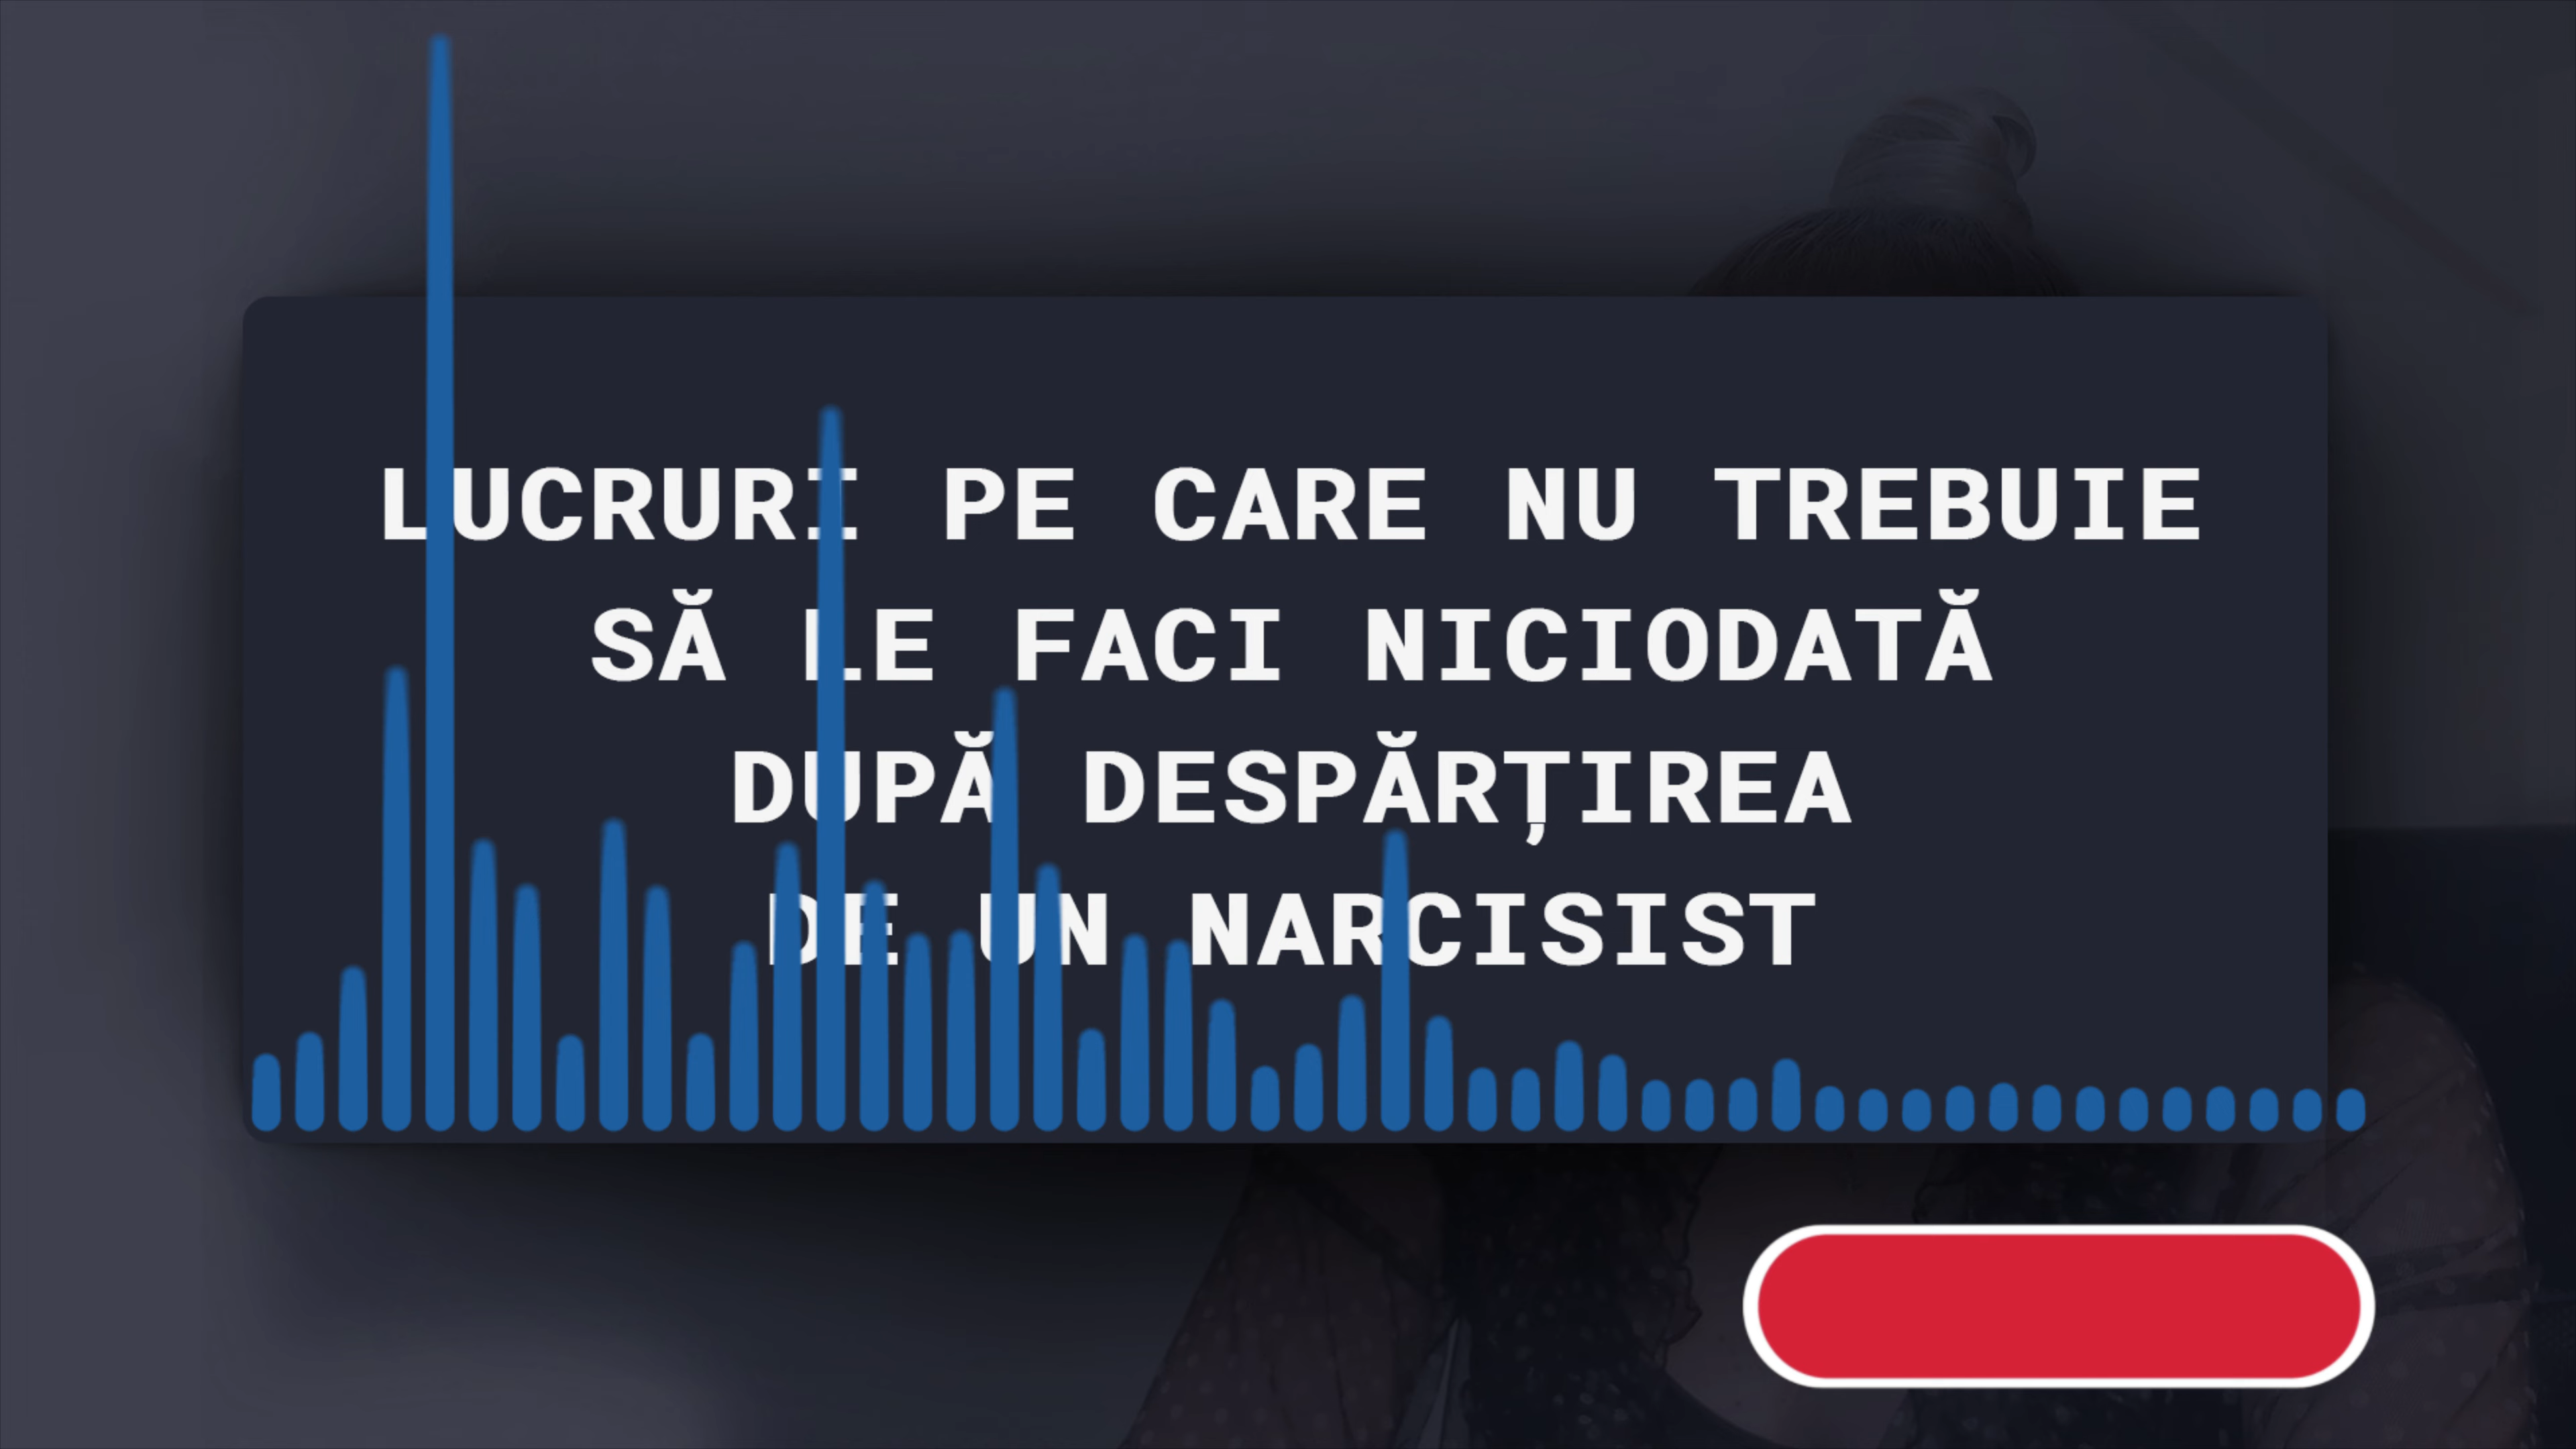 LUCRURI PE CARE NU TREBUIE
SĂ LE FACI NICIODATĂ
DUPĂ DESPĂRȚIREA
DE UN NARCISIST